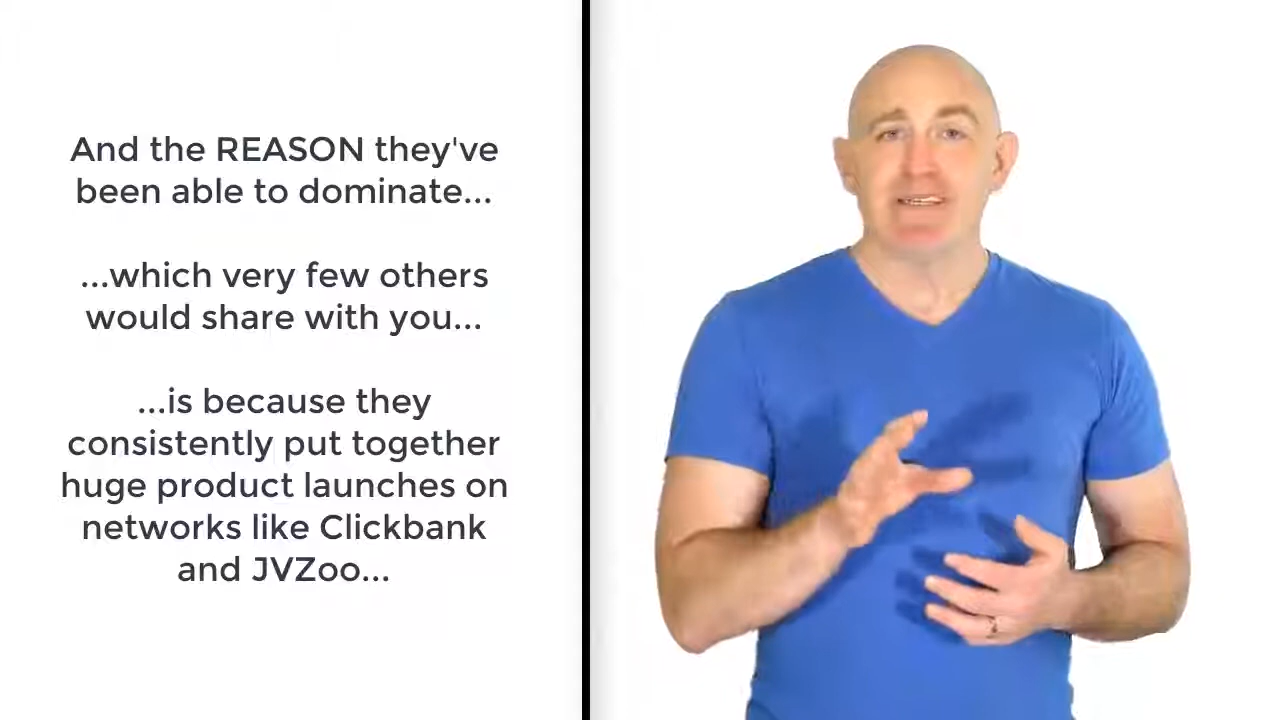 And the REASON they've
been able to dominate...
...which very few others
would share with you...
...is because they
consistently put together
huge product launches on
networks like Clickbank
and JVZoo...